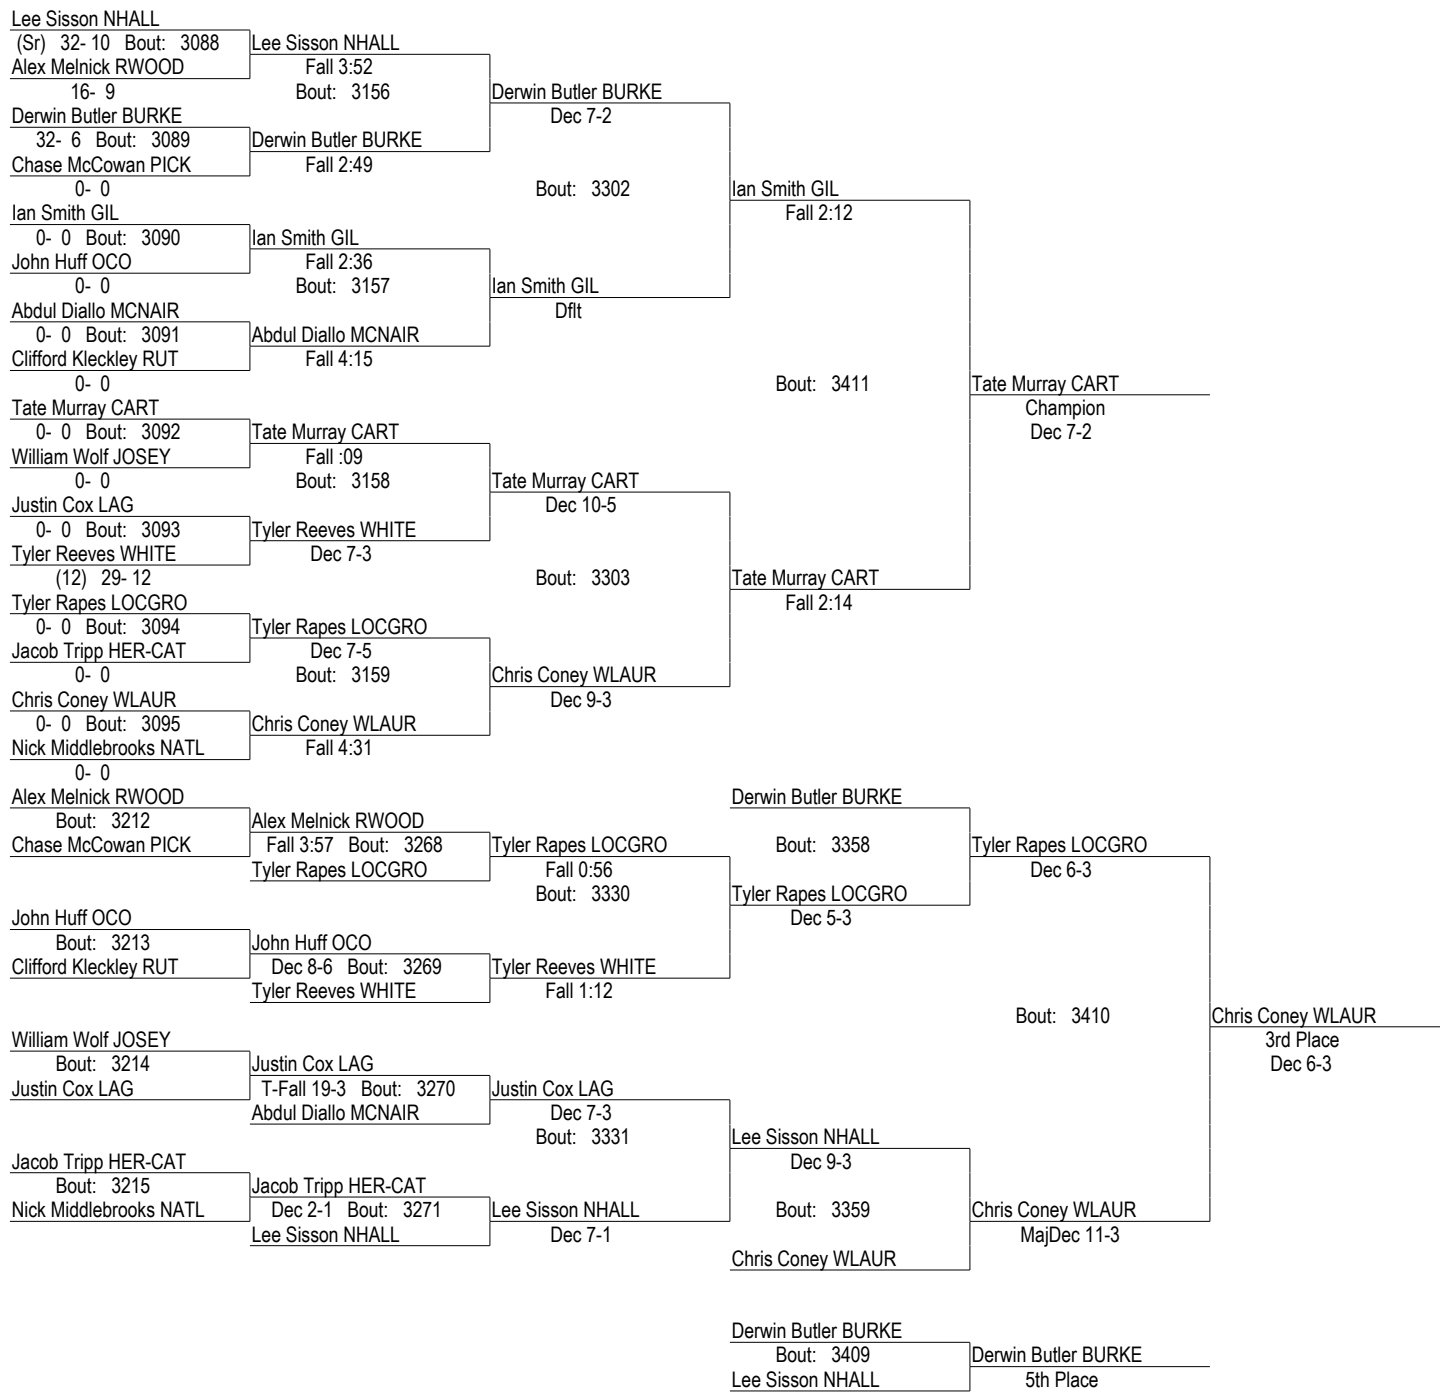 Lee Sisson NHALL
(Sr) 32- 10 Bout: 3088 Lee Sisson NHALL
Alex Melnick RWOOD Fall 3:52
16- 9 Bout: 3156 Derwin Butler BURKE
Derwin Butler BURKE Dec 7-2
32- 6 Bout: 3089 Derwin Butler BURKE
Chase McCowan PICK Fall 2:49
0- 0 Bout: 3302 Ian Smith GIL
Ian Smith GIL Fall 2:12
0- 0 Bout: 3090 Ian Smith GIL
John Huff OCO Fall 2:36
0- 0 Bout: 3157 Ian Smith GIL
Abdul Diallo MCNAIR Dflt
0- 0 Bout: 3091 Abdul Diallo MCNAIR
Clifford Kleckley RUT Fall 4:15
0- 0 Bout: 3411 Tate Murray CART
Tate Murray CART Champion
0- 0 Bout: 3092 Tate Murray CART Dec 7-2
William Wolf JOSEY Fall :09
0- 0 Bout: 3158 Tate Murray CART
Justin Cox LAG Dec 10-5
0- 0 Bout: 3093 Tyler Reeves WHITE
Tyler Reeves WHITE Dec 7-3
(12) 29- 12 Bout: 3303 Tate Murray CART
Tyler Rapes LOCGRO Fall 2:14
0- 0 Bout: 3094 Tyler Rapes LOCGRO
Jacob Tripp HER-CAT Dec 7-5
0- 0 Bout: 3159 Chris Coney WLAUR
Chris Coney WLAUR Dec 9-3
0- 0 Bout: 3095 Chris Coney WLAUR
Nick Middlebrooks NATL Fall 4:31
0- 0
Alex Melnick RWOOD Derwin Butler BURKE
Bout: 3212 Alex Melnick RWOOD
Chase McCowan PICK Fall 3:57 Bout: 3268 Tyler Rapes LOCGRO Bout: 3358 Tyler Rapes LOCGRO
Tyler Rapes LOCGRO Fall 0:56 Dec 6-3
Bout: 3330 Tyler Rapes LOCGRO
John Huff OCO Dec 5-3
Bout: 3213 John Huff OCO
Clifford Kleckley RUT Dec 8-6 Bout: 3269 Tyler Reeves WHITE
Tyler Reeves WHITE Fall 1:12
Bout: 3410 Chris Coney WLAUR
William Wolf JOSEY 3rd Place
Bout: 3214 Justin Cox LAG Dec 6-3
Justin Cox LAG T-Fall 19-3 Bout: 3270 Justin Cox LAG
Abdul Diallo MCNAIR Dec 7-3
Bout: 3331 Lee Sisson NHALL
Jacob Tripp HER-CAT Dec 9-3
Bout: 3215 Jacob Tripp HER-CAT
Nick Middlebrooks NATL Dec 2-1 Bout: 3271 Lee Sisson NHALL Bout: 3359 Chris Coney WLAUR
Lee Sisson NHALL Dec 7-1 MajDec 11-3
Chris Coney WLAUR
Derwin Butler BURKE
Bout: 3409 Derwin Butler BURKE
Lee Sisson NHALL 5th Place